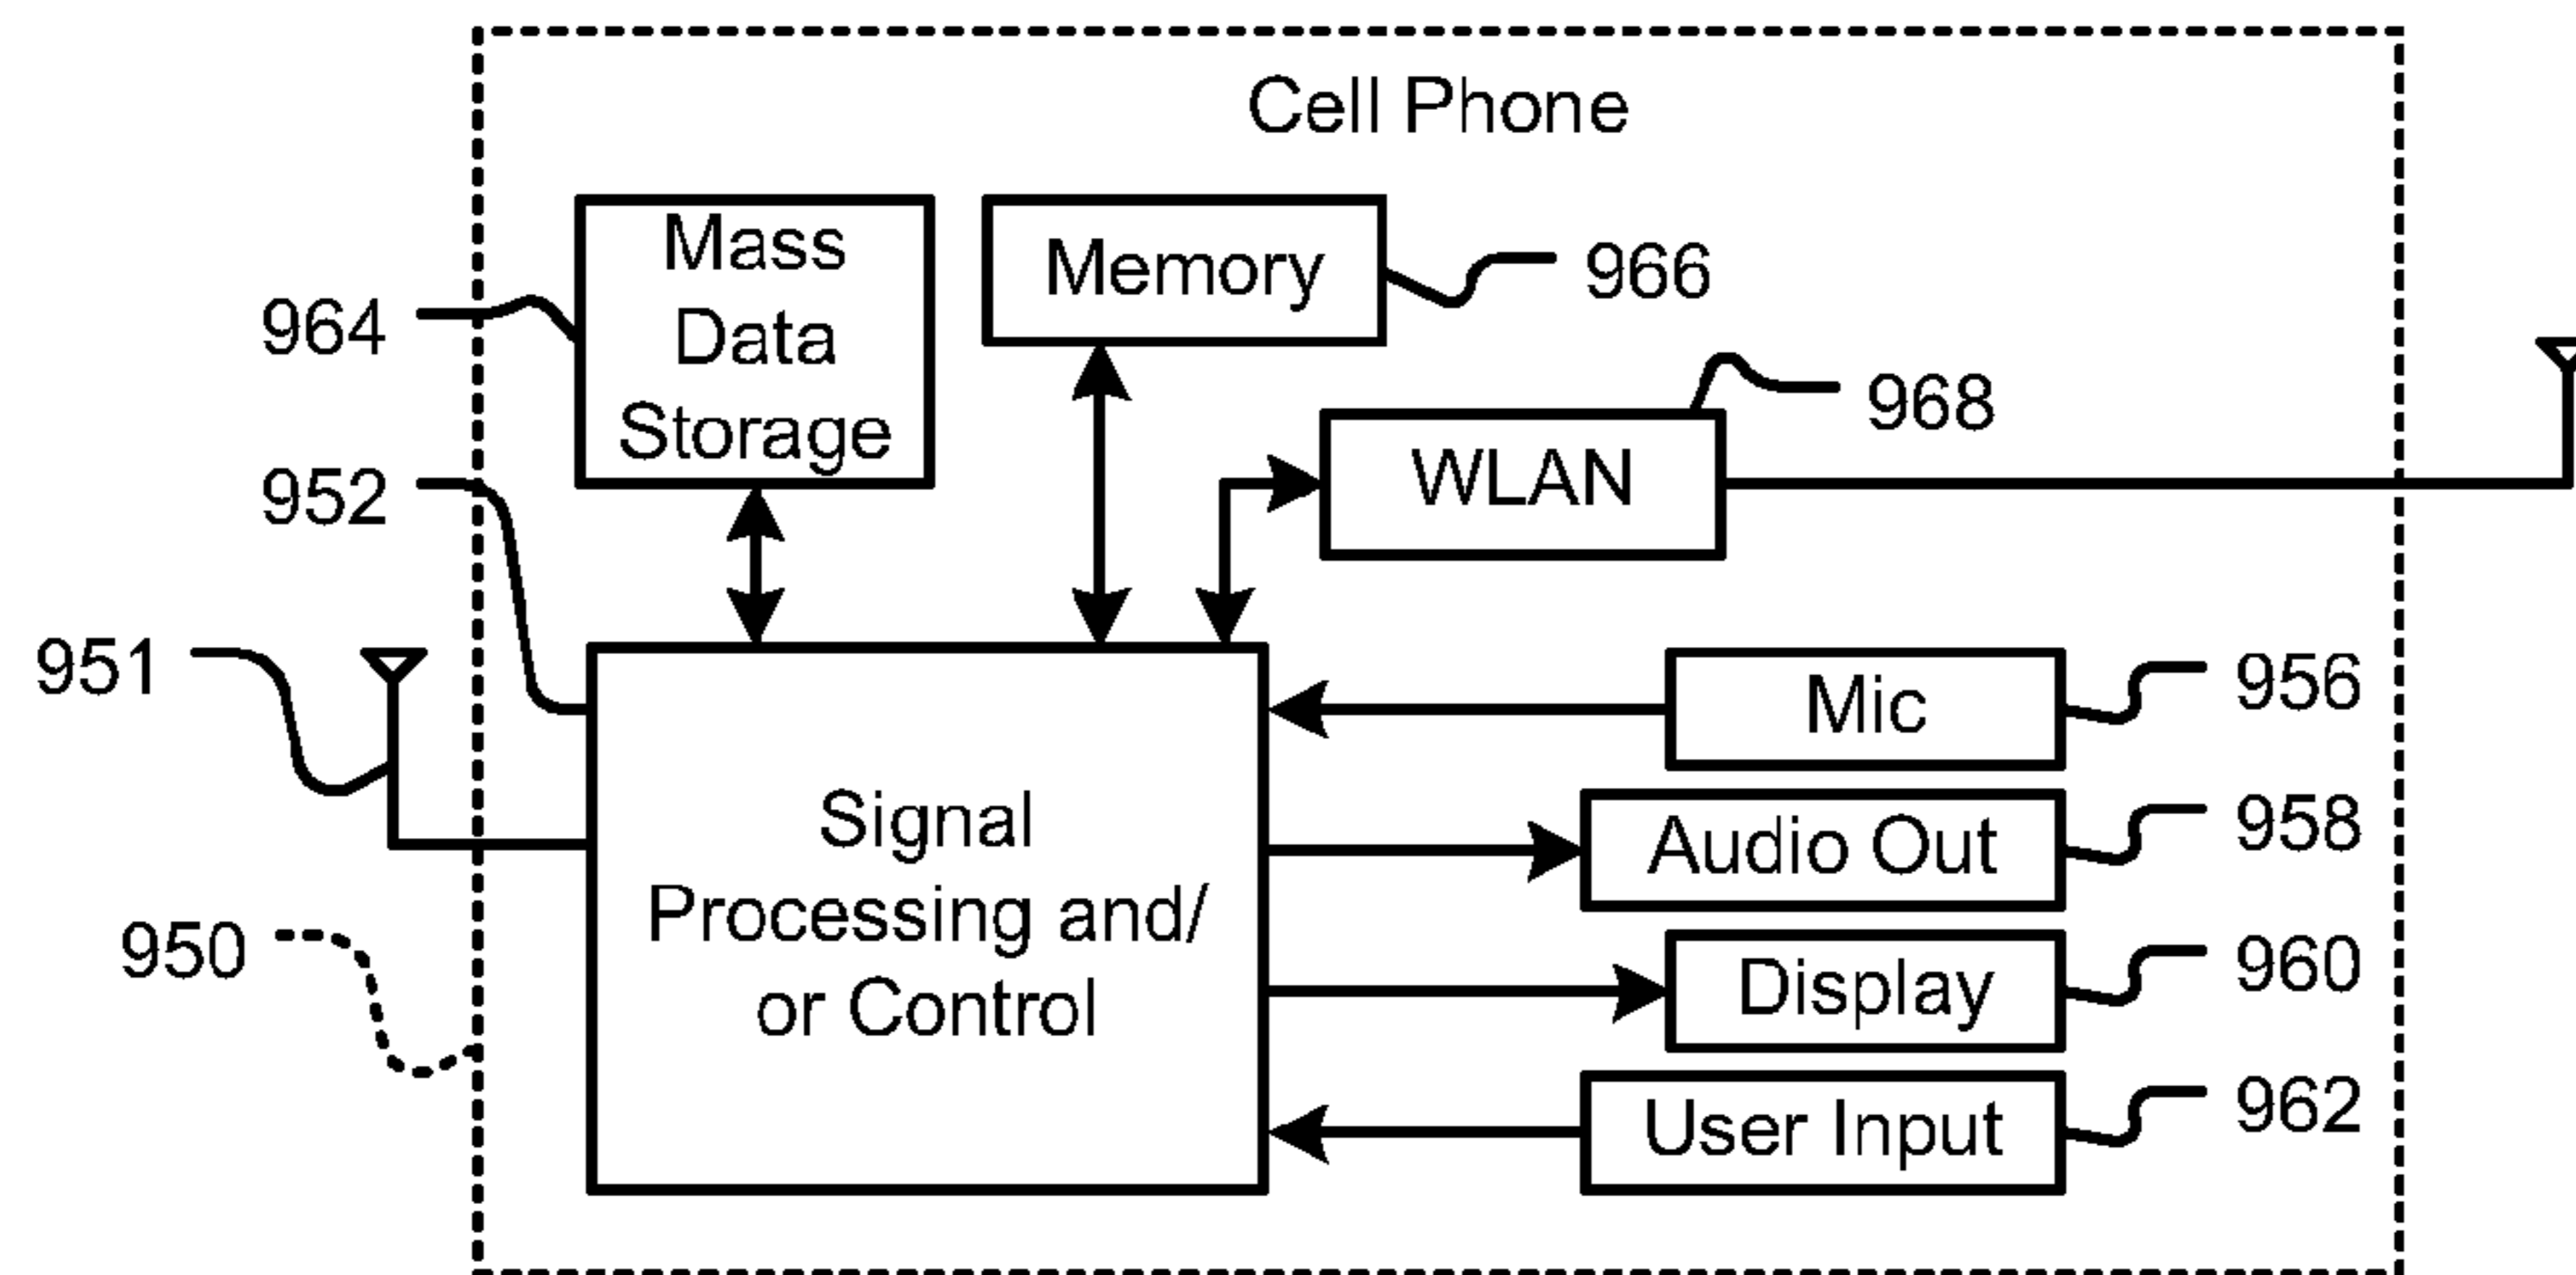 Cell Phone
Mass
Data
Storage
Memory
966
964
968
WLAN
952
951
Mic
956
Signal
Processing and/
or Control
Audio Out
958
950
Display
960
User Input
962